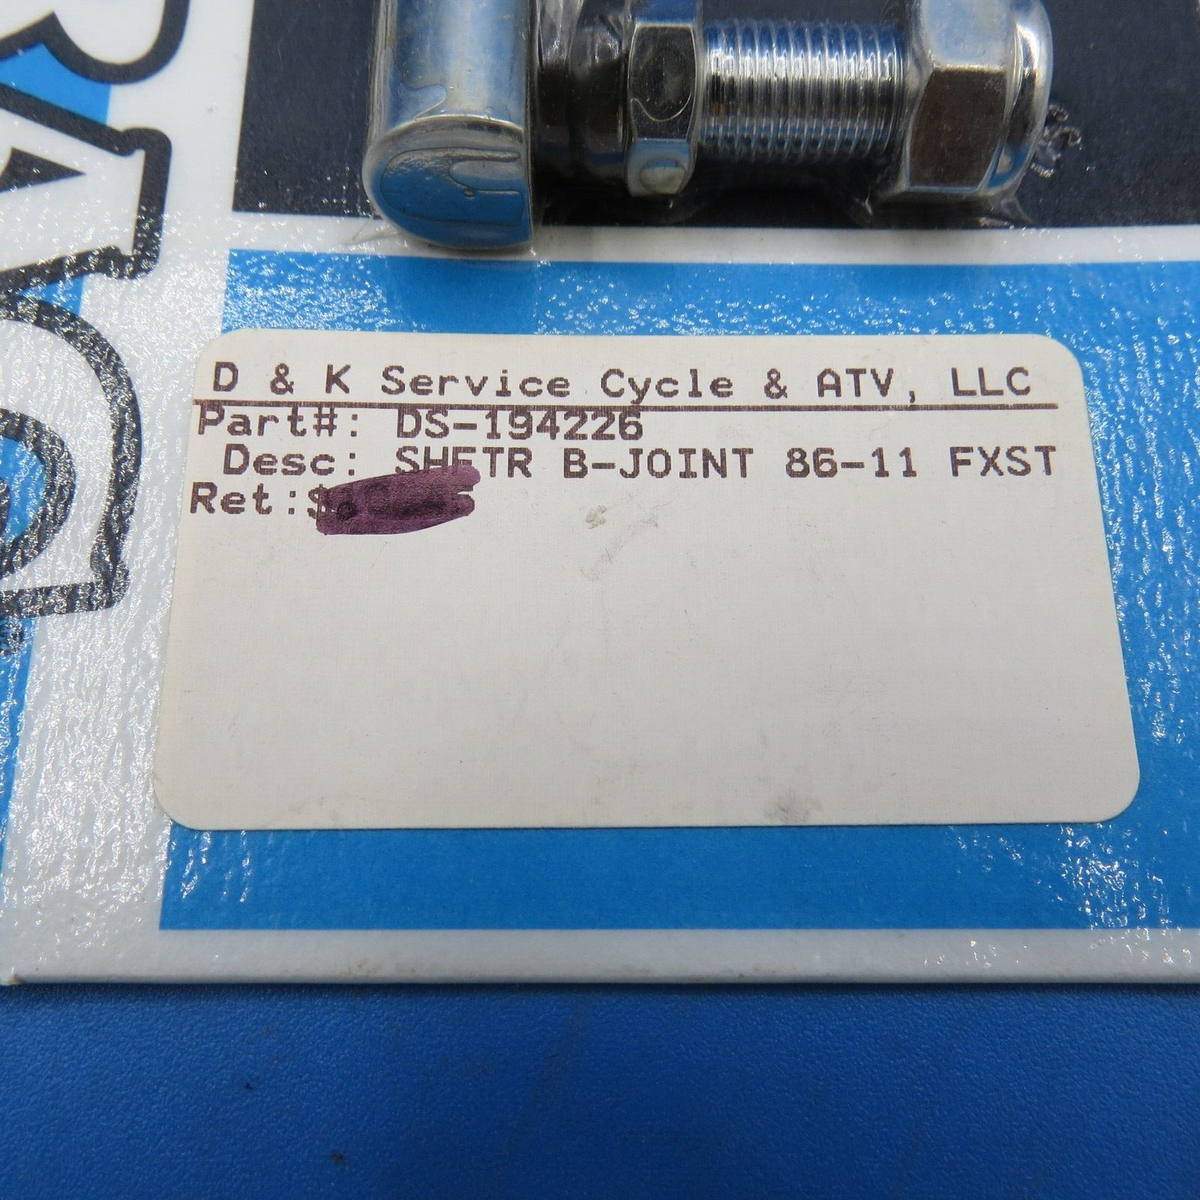 D & K Service Cycle & ATV, LLC
Part#: DS-194226
Desc: SHFTR B-JOINT 86-11 FXST
Ret:$